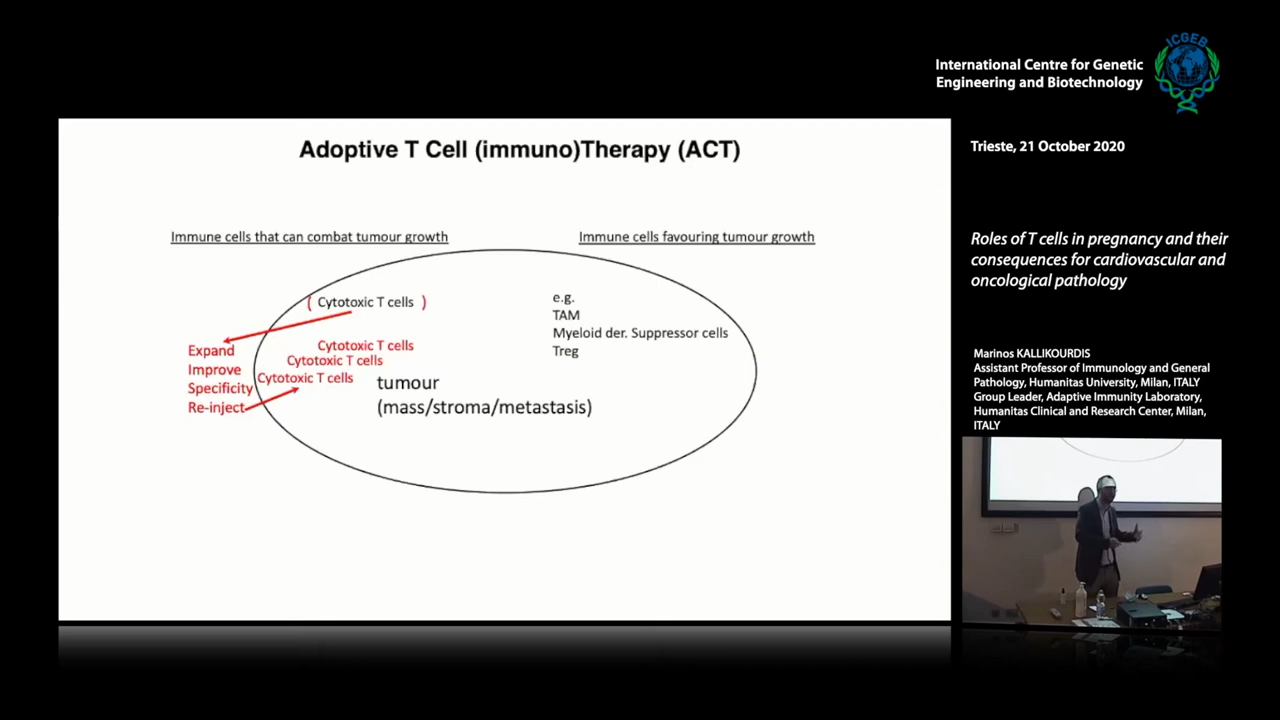 ICGEB
International Centre for Genetic
Engineering and Biotechnology
Trieste, 21 October 2020
Adoptive T Cell (immuno)Therapy (ACT)
Immune cells that can combat tumour growth
Immune cells favouring tumour growth
( Cytotoxic T cells )
e.g.
TAM
Myeloid der. Suppressor cells
Treg
Expand
Improve
Specificity
Re-inject
Cytotoxic T cells
Cytotoxic T cells
Cytotoxic T cells
tumour
(mass/stroma/metastasis)
Roles of T cells in pregnancy and their
consequences for cardiovascular and
oncological pathology
Marinos KALLIKOURDIS
Assistant Professor of Immunology and General
Pathology, Humanitas University, Milan, ITALY
Group Leader, Adaptive Immunity Laboratory,
Humanitas Clinical and Research Center, Milan,
ITALY